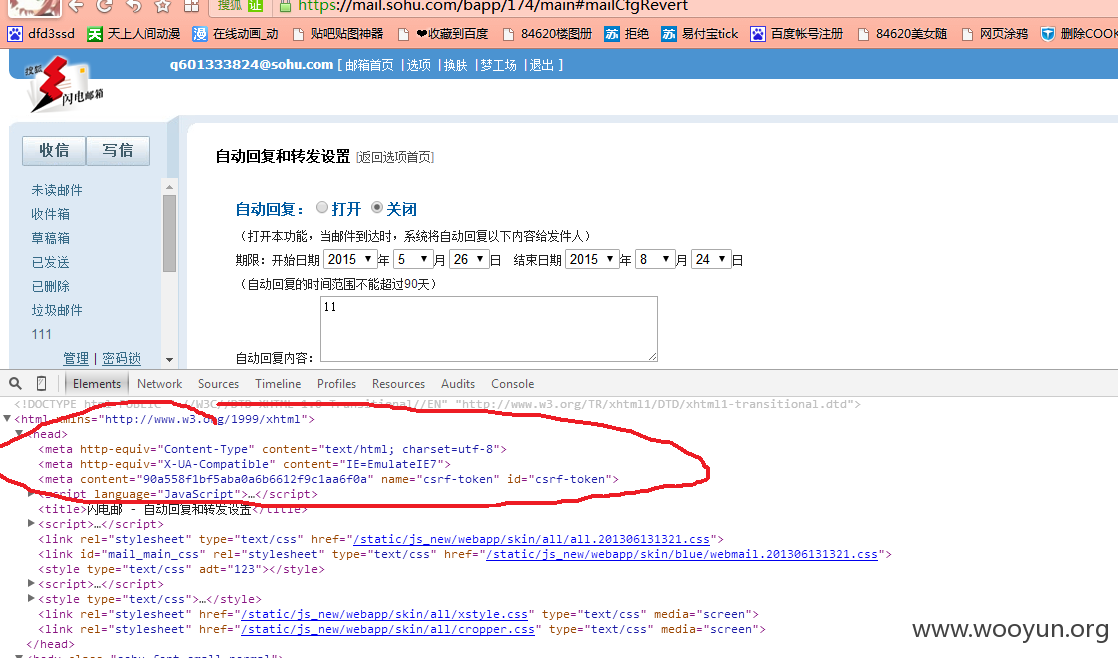 搜狐 证 https://mail.sohu.com/bapp/174/main#mailCfgRevert
dfd3ssd 天上人间动漫 在线动画_动 贴吧贴图神器 ❤收藏到百度 84620楼图册 拒绝 易付宝tick 百度帐号注册 84620美女随 网页涂鸦 删除COOK
搜狐 闪电邮箱
q601333824@sohu.com [ 邮箱首页 |选项 |换肤 |梦工场 |退出 ]
收信 写信
未读邮件
收件箱
草稿箱
已发送
已删除
垃圾邮件
111
管理 | 密码锁
自动回复和转发设置 [返回选项首页]
自动回复： 打开 关闭
（打开本功能，当邮件到达时，系统将自动回复以下内容给发件人）
期限：开始日期 2015 年 5 月 26 日 结束日期 2015 年 8 月 24 日
（自动回复的时间范围不能超过90天）
11
自动回复内容：
Elements Network Sources Timeline Profiles Resources Audits Console
<!DOCTYPE html PUBLIC "-//W3C//DTD XHTML 1.0 Transitional//EN" "http://www.w3.org/TR/xhtml1/DTD/xhtml1-transitional.dtd">
<html xmlns="http://www.w3.org/1999/xhtml">
<head>
<meta http-equiv="Content-Type" content="text/html; charset=utf-8">
<meta http-equiv="X-UA-Compatible" content="IE=EmulateIE7">
<meta content="90a558f1bf5aba0a6b6612f9c1aa6f0a" name="csrf-token" id="csrf-token">
<script language="JavaScript">…</script>
<title>闪电邮 - 自动回复和转发设置</title>
<script>…</script>
<link rel="stylesheet" type="text/css" href="/static/js_new/webapp/skin/all/all.201306131321.css">
<link id="mail_main_css" rel="stylesheet" type="text/css" href="/static/js_new/webapp/skin/blue/webmail.201306131321.css">
<style type="text/css" adt="123"></style>
<script>…</script>
<style type="text/css">…</style>
<link rel="stylesheet" href="/static/js_new/webapp/skin/all/xstyle.css" type="text/css" media="screen">
<link rel="stylesheet" href="/static/js_new/webapp/skin/all/cropper.css" type="text/css" media="screen">
</head>
www.wooyun.org